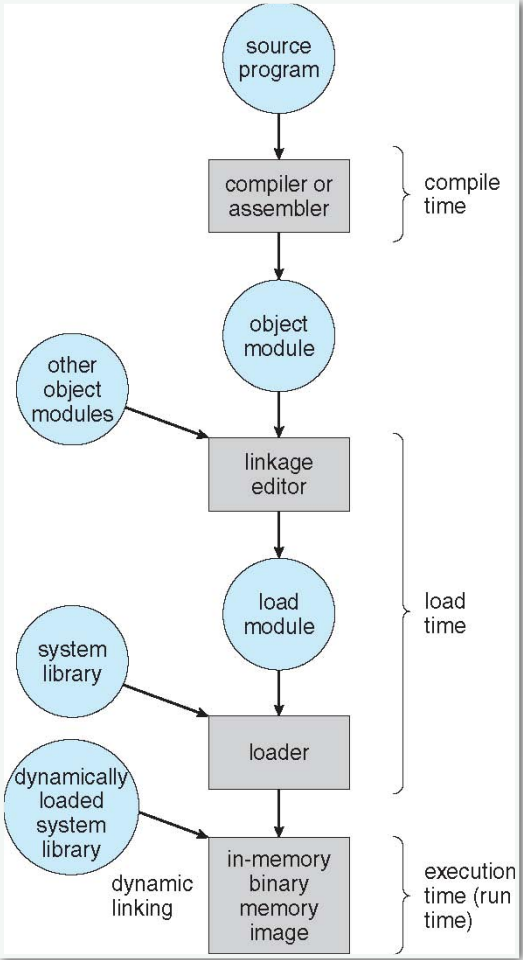 source
program
compiler or
assembler
compile
time
object
module
other
object
modules
linkage
editor
load
module
load
time
system
library
loader
dynamically
loaded
system
library
dynamic
linking
in-memory
binary
memory
image
execution
time (run
time)